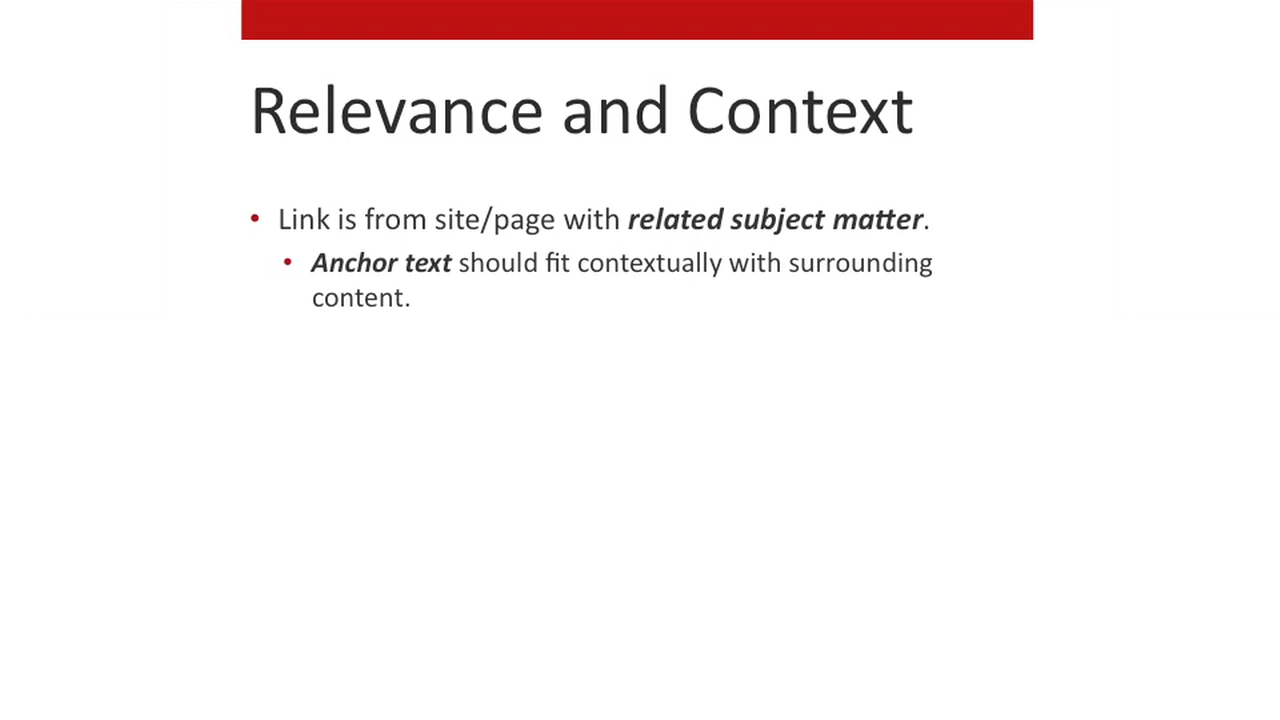 Relevance and Context
• Link is from site/page with related subject matter.
• Anchor text should fit contextually with surrounding
content.